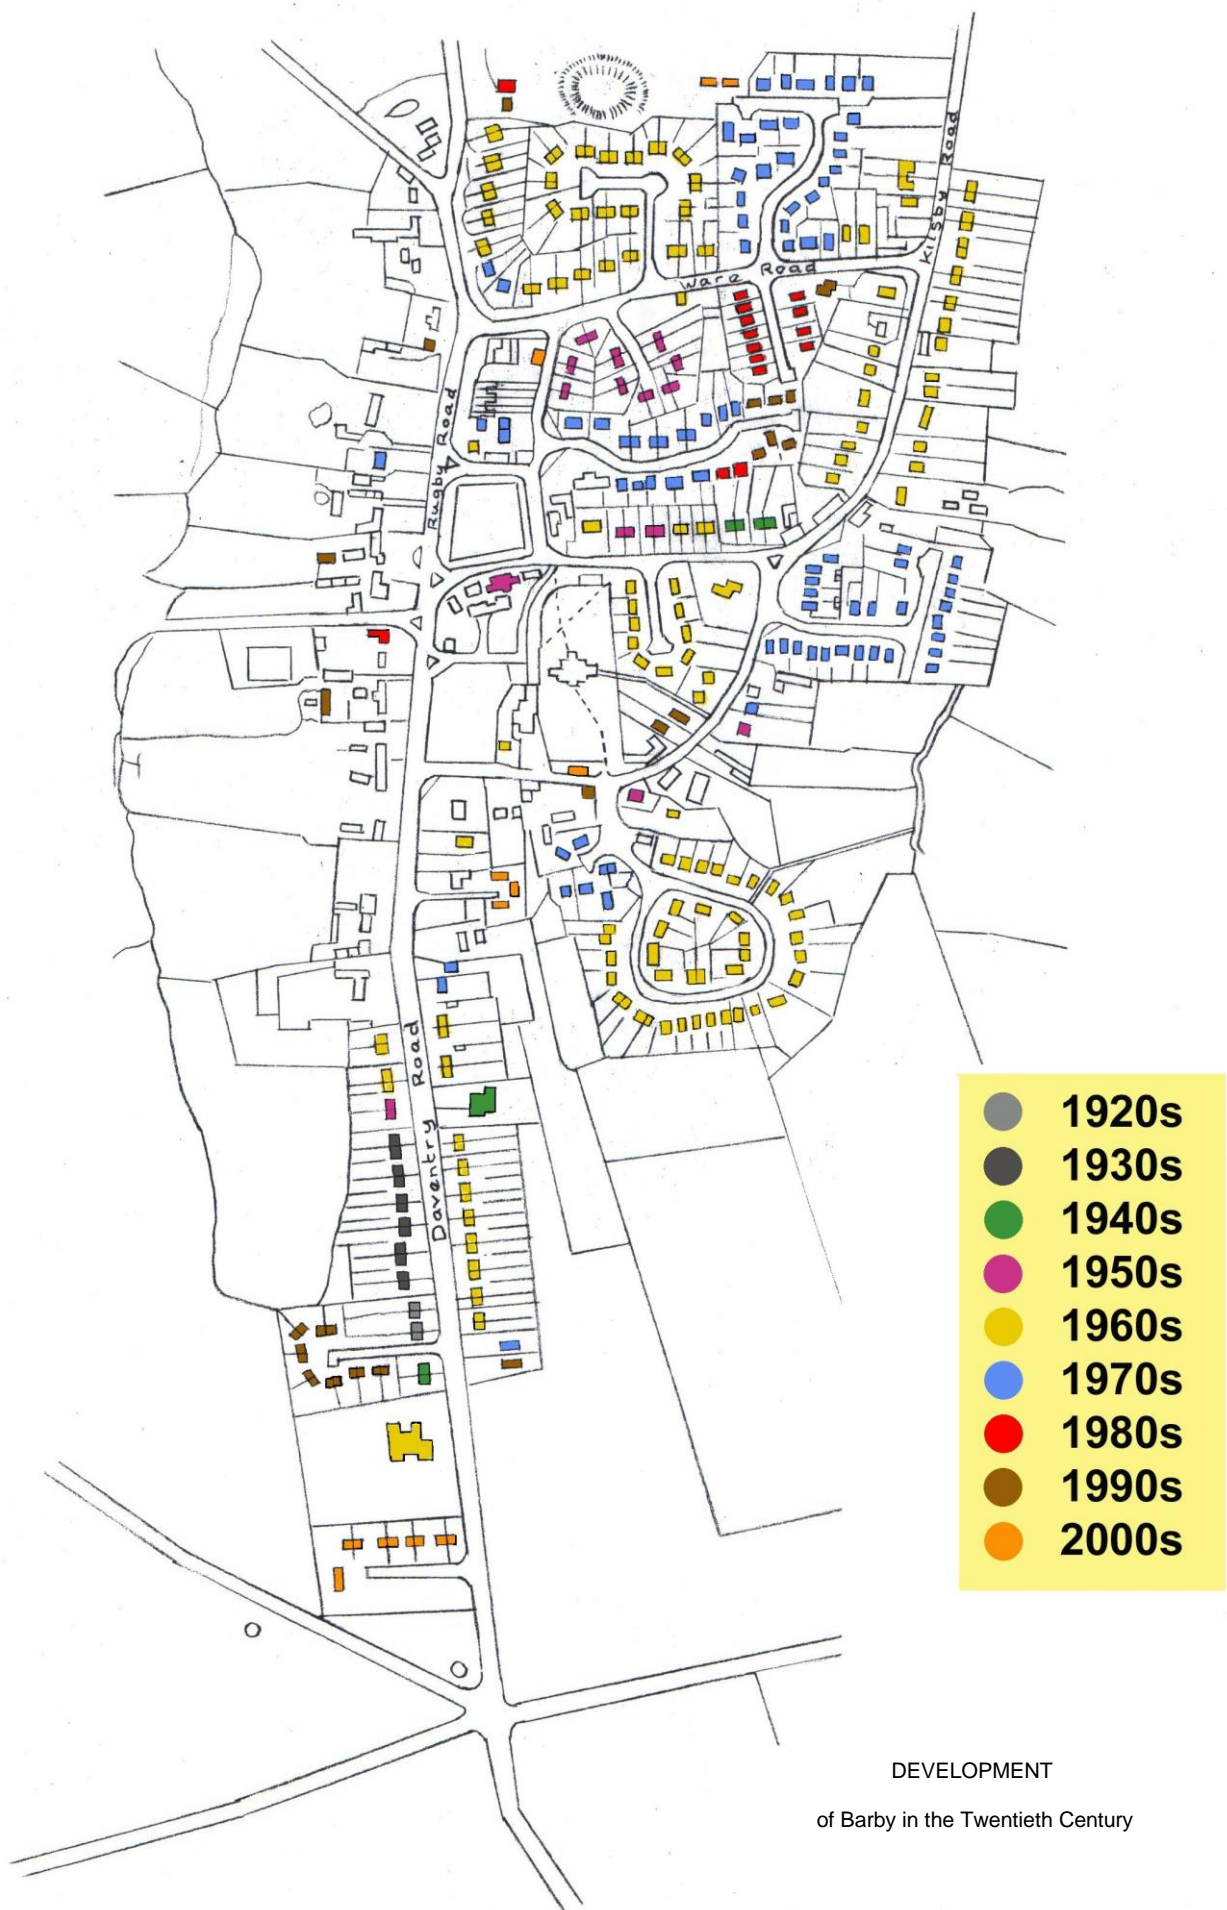 Kilsby Road
Ware Road
Rugby Road
Daventry Road
1920s
1930s
1940s
1950s
1960s
1970s
1980s
1990s
2000s
DEVELOPMENT
of Barby in the Twentieth Century